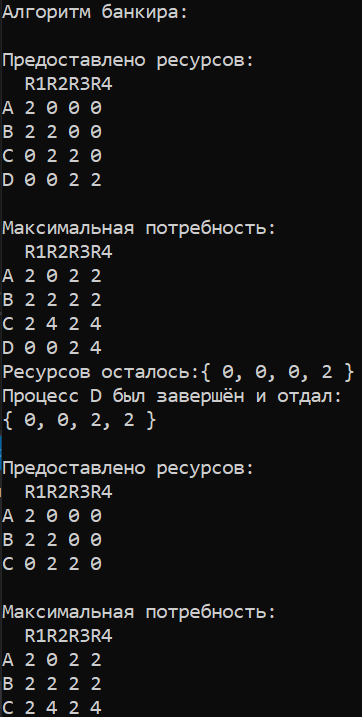 Алгоритм банкира:
Предоставлено ресурсов:
R1R2R3R4
A 2 0 0 0
B 2 2 0 0
C 0 2 2 0
D 0 0 2 2
Максимальная потребность:
R1R2R3R4
A 2 0 2 2
B 2 2 2 2
C 2 4 2 4
D 0 0 2 4
Ресурсов осталось:{ 0, 0, 0, 2 }
Процесс D был завершён и отдал:
{ 0, 0, 2, 2 }
Предоставлено ресурсов:
R1R2R3R4
A 2 0 0 0
B 2 2 0 0
C 0 2 2 0
Максимальная потребность:
R1R2R3R4
A 2 0 2 2
B 2 2 2 2
C 2 4 2 4